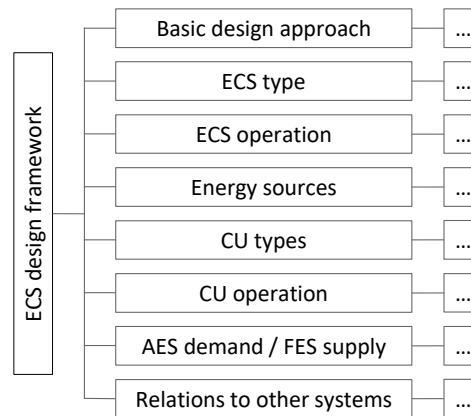 ECS design framework
Basic design approach
...
ECS type
...
ECS operation
...
Energy sources
...
CU types
...
CU operation
...
AES demand / FES supply
...
Relations to other systems
...